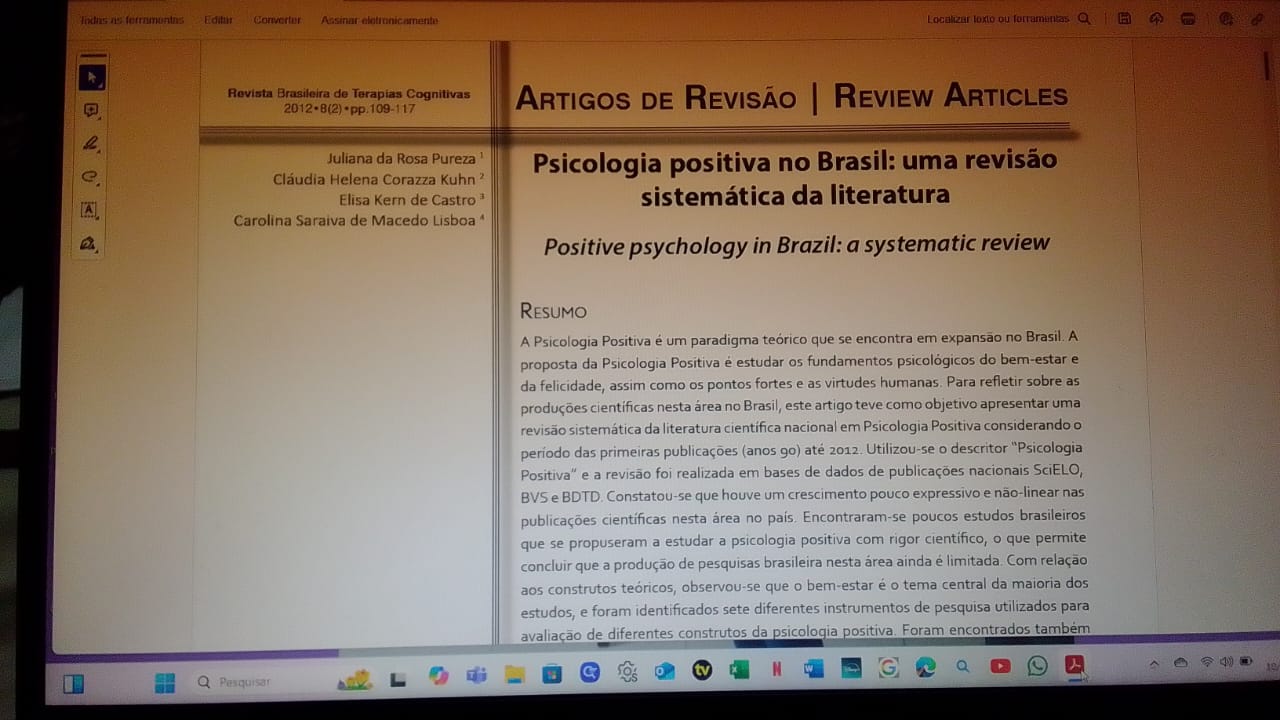 Todas as ferramentas Editar Converter Assinar eletronicamente Localizar texto ou ferramentas
Revista Brasileira de Terapias Cognitivas
2012•8(2)•pp.109-117
ARTIGOS DE REVISÃO | REVIEW ARTICLES
Juliana da Rosa Pureza ¹
Cláudia Helena Corazza Kuhn ²
Elisa Kern de Castro ³
Carolina Saraiva de Macedo Lisboa ⁴
Psicologia positiva no Brasil: uma revisão
sistemática da literatura
Positive psychology in Brazil: a systematic review
RESUMO
A Psicologia Positiva é um paradigma teórico que se encontra em expansão no Brasil. A
proposta da Psicologia Positiva é estudar os fundamentos psicológicos do bem-estar e
da felicidade, assim como os pontos fortes e as virtudes humanas. Para refletir sobre as
produções científicas nesta área no Brasil, este artigo teve como objetivo apresentar uma
revisão sistemática da literatura científica nacional em Psicologia Positiva considerando o
período das primeiras publicações (anos 90) até 2012. Utilizou-se o descritor “Psicologia
Positiva” e a revisão foi realizada em bases de dados de publicações nacionais SciELO,
BVS e BDTD. Constatou-se que houve um crescimento pouco expressivo e não-linear nas
publicações científicas nesta área no país. Encontraram-se poucos estudos brasileiros
que se propuseram a estudar a psicologia positiva com rigor científico, o que permite
concluir que a produção de pesquisas brasileira nesta área ainda é limitada. Com relação
aos construtos teóricos, observou-se que o bem-estar é o tema central da maioria dos
estudos, e foram identificados sete diferentes instrumentos de pesquisa utilizados para
avaliação de diferentes construtos da psicologia positiva. Foram encontrados também
Pesquisar